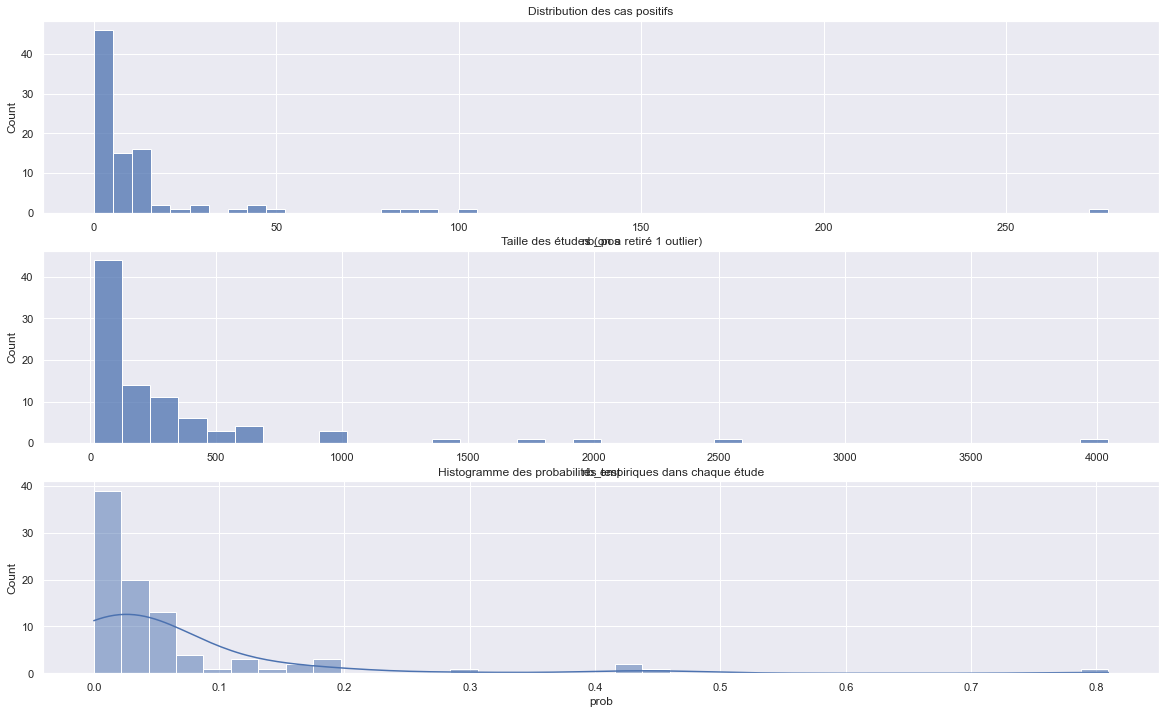 Distribution des cas positifs
Count
40
30
20
10
0
0 50 100 150 200 250
nb_pos
Taille des études (on a retiré 1 outlier)
Count
40
30
20
10
0
0 500 1000 1500 2000 2500 3000 3500 4000
nb_test
Histogramme des probabilités empiriques dans chaque étude
Count
40
30
20
10
0
0.0 0.1 0.2 0.3 0.4 0.5 0.6 0.7 0.8
prob